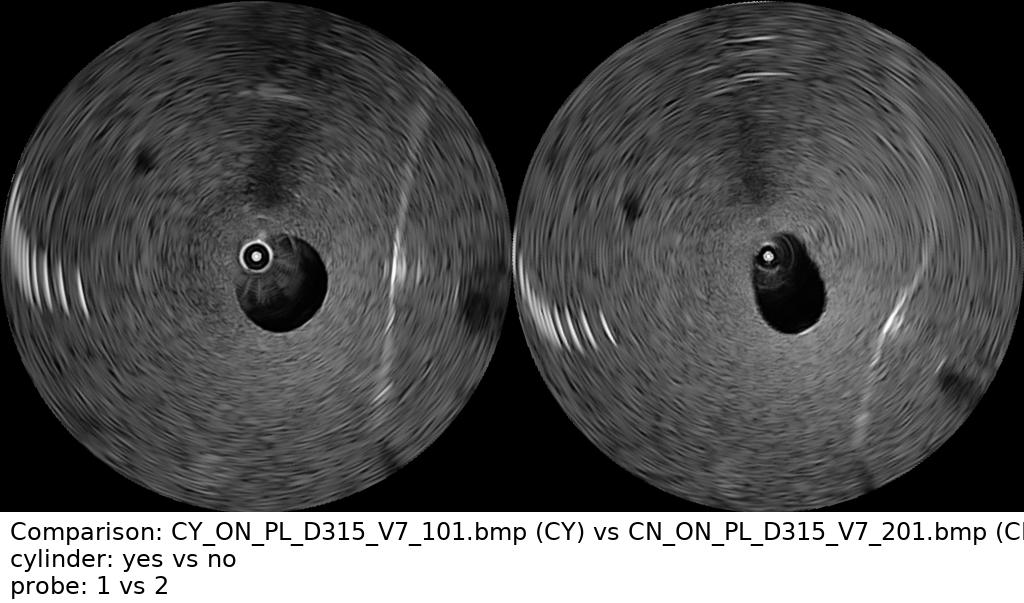 Comparison: CY_ON_PL_D315_V7_101.bmp (CY) vs CN_ON_PL_D315_V7_201.bmp
cylinder: yes vs no
probe: 1 vs 2